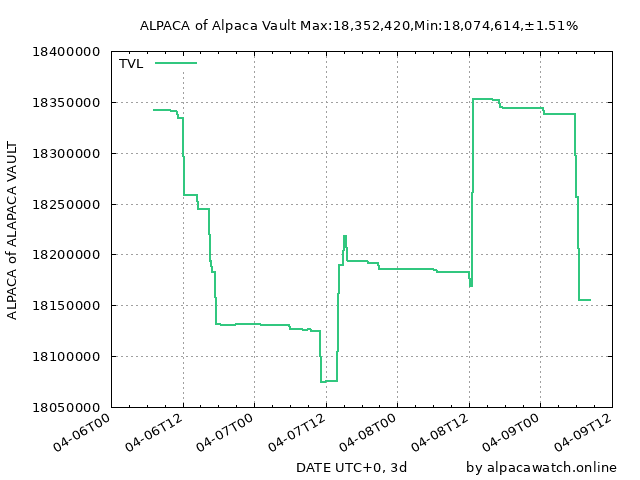 ALPACA of Alpaca Vault Max:18,352,420,Min:18,074,614,±1.51%
TVL
ALPACA of ALAPACA VAULT
18400000
18350000
18300000
18250000
18200000
18150000
18100000
18050000
04-06T00
04-06T12
04-07T00
04-07T12
04-08T00
04-08T12
04-09T00
04-09T12
DATE UTC+0, 3d
by alpacawatch.online